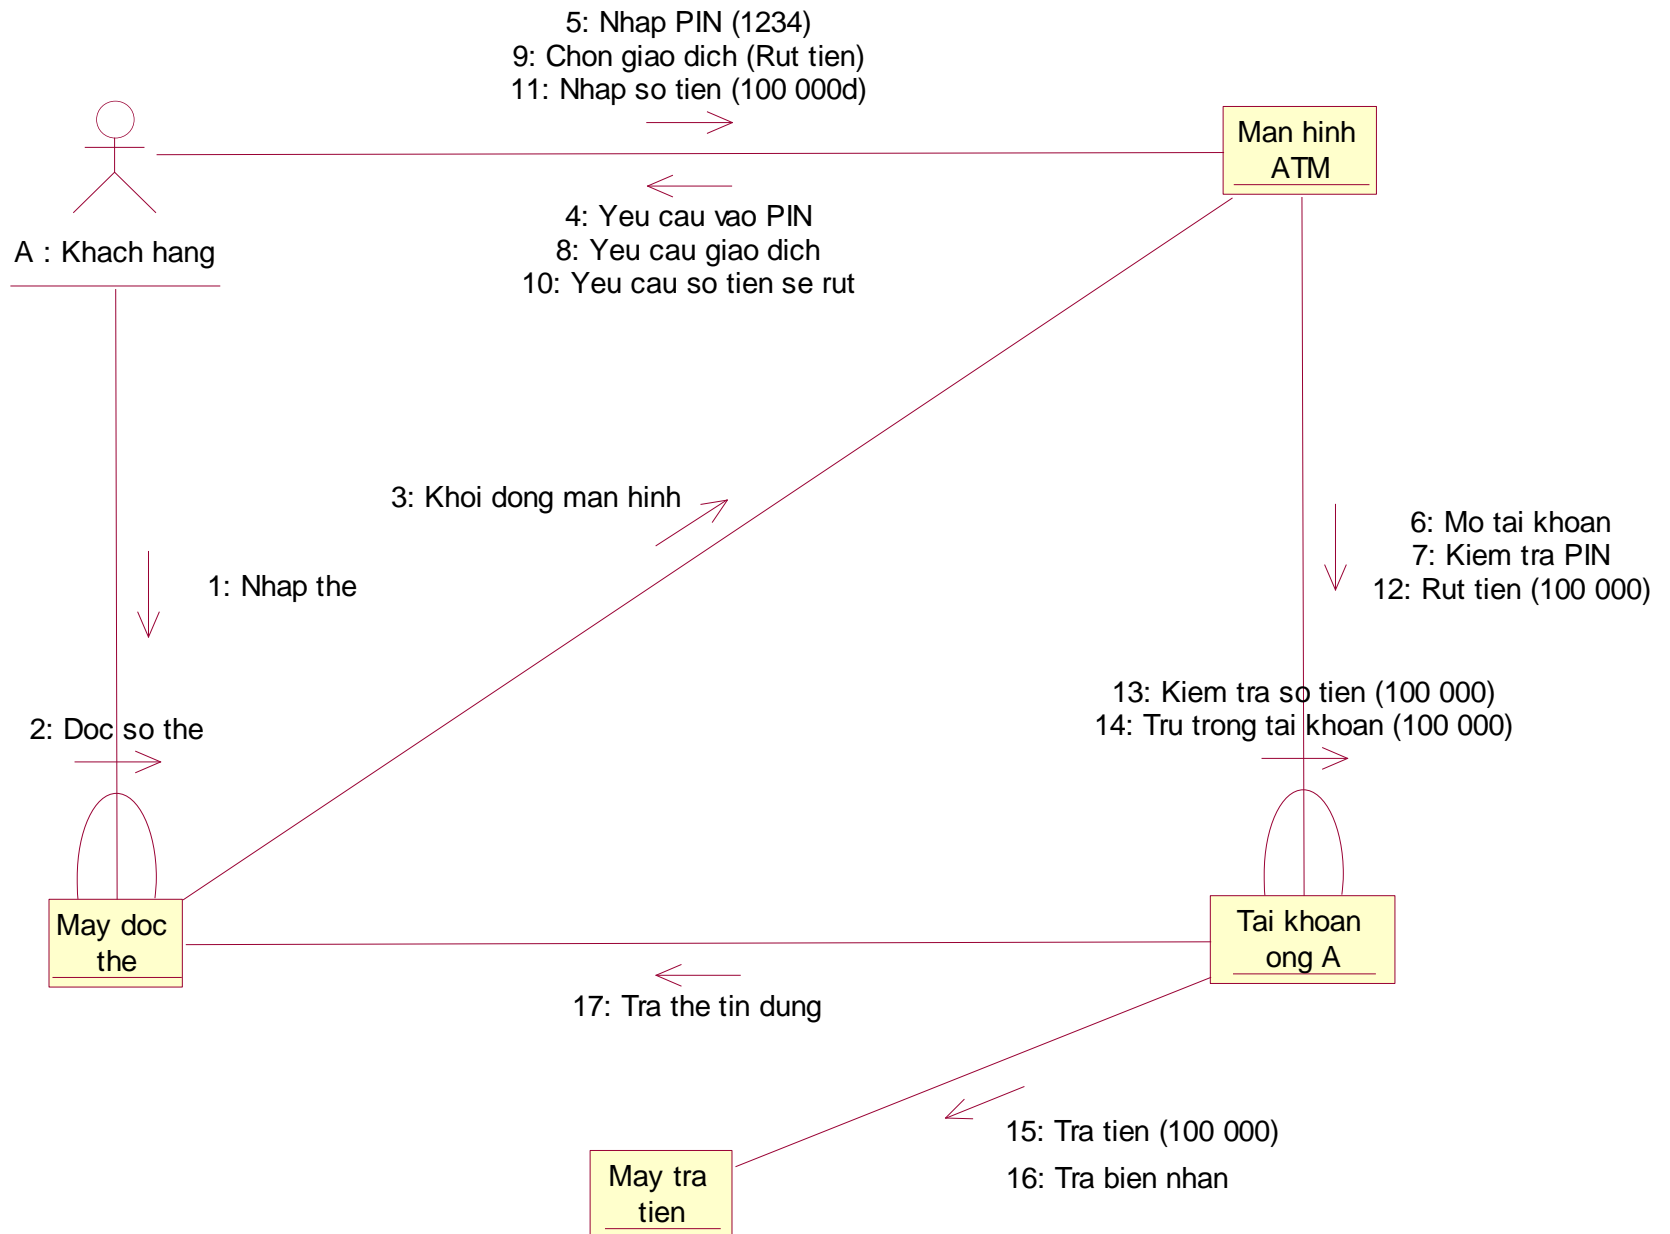 5: Nhap PIN (1234)
9: Chon giao dich (Rut tien)
11: Nhap so tien (100 000d)
Man hinh
ATM
4: Yeu cau vao PIN
8: Yeu cau giao dich
10: Yeu cau so tien se rut
A : Khach hang
3: Khoi dong man hinh
6: Mo tai khoan
7: Kiem tra PIN
12: Rut tien (100 000)
1: Nhap the
13: Kiem tra so tien (100 000)
14: Tru trong tai khoan (100 000)
2: Doc so the
May doc
the
Tai khoan
ong A
17: Tra the tin dung
15: Tra tien (100 000)
16: Tra bien nhan
May tra
tien